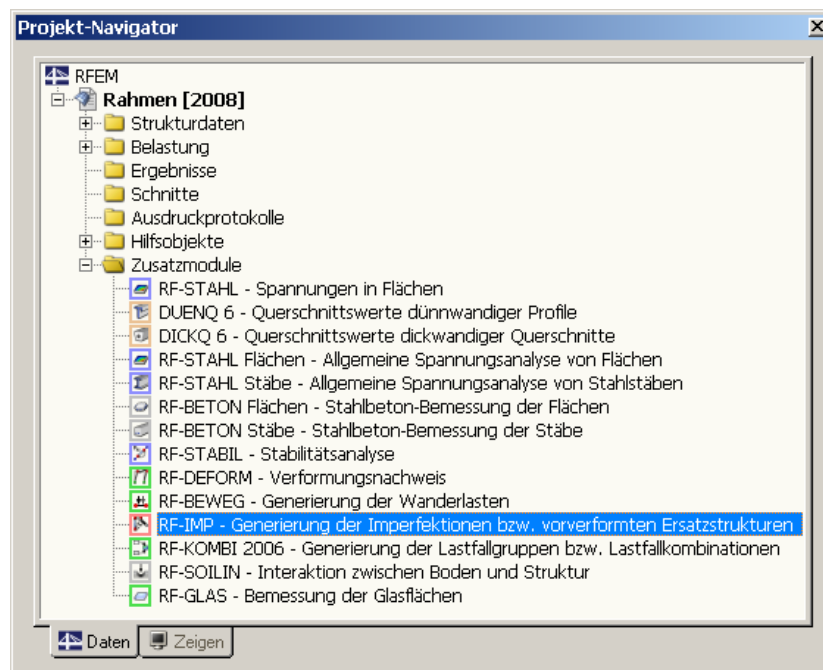 Projekt-Navigator
RFEM
Rahmen [2008]
Strukturdaten
Belastung
Ergebnisse
Schnitte
Ausdruckprotokolle
Hilfsobjekte
Zusatzmodule
RF-STAHL - Spannungen in Flächen
DUENQ 6 - Querschnittswerte dünnwandiger Profile
DICKQ 6 - Querschnittswerte dickwandiger Querschnitte
RF-STAHL Flächen - Allgemeine Spannungsanalyse von Flächen
RF-STAHL Stäbe - Allgemeine Spannungsanalyse von Stahlstäben
RF-BETON Flächen - Stahlbeton-Bemessung der Flächen
RF-BETON Stäbe - Stahlbeton-Bemessung der Stäbe
RF-STABIL - Stabilitätsanalyse
RF-DEFORM - Verformungsnachweis
RF-BEWEG - Generierung der Wanderlasten
RF-IMP - Generierung der Imperfektionen bzw. vorverformten Ersatzstrukturen
RF-KOMBI 2006 - Generierung der Lastfallgruppen bzw. Lastfallkombinationen
RF-SOILIN - Interaktion zwischen Boden und Struktur
RF-GLAS - Bemessung der Glasflächen
Daten Zeigen